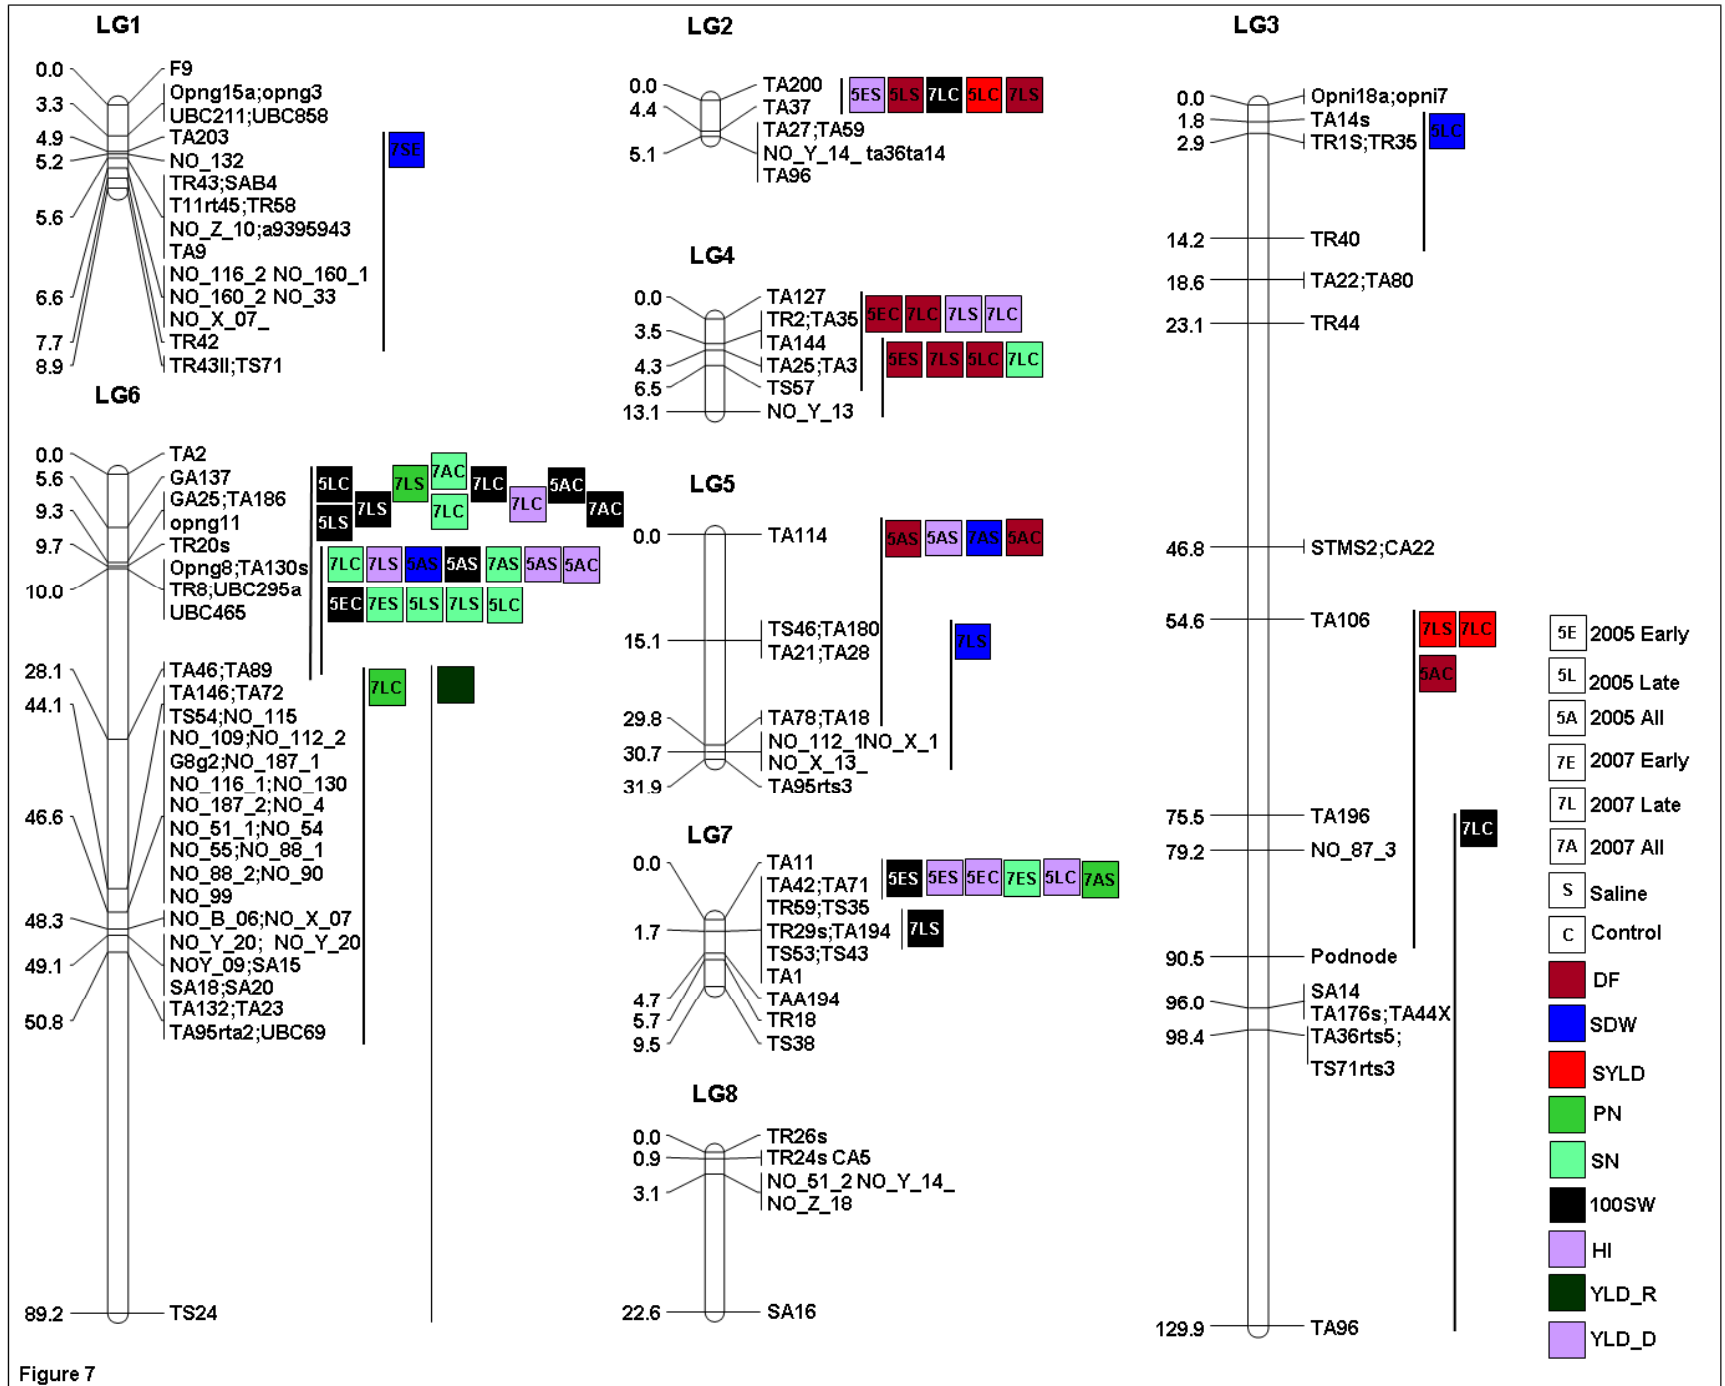 LG1
0.0 F9
3.3 Opng15a;opng3
UBC211;UBC858
4.9 TA203
5.2 NO_132
TR43;SAB4
5.6 T11rt45;TR58
NO_Z_10;a9395943
TA9
NO_116_2 NO_160_1
6.6 NO_160_2 NO_33
NO_X_07_
7.7 TR42
8.9 TR43II;TS71
7SE
LG6
0.0 TA2
5.6 GA137
GA25;TA186
9.3 opng11
9.7 TR20s
Opng8;TA130s
10.0 TR8;UBC295a
UBC465
28.1 TA46;TA89
44.1 TA146;TA72
TS54;NO_115
NO_109;NO_112_2
G8g2;NO_187_1
NO_116_1;NO_130
NO_187_2;NO_4
46.6 NO_51_1;NO_54
NO_55;NO_88_1
NO_88_2;NO_90
NO_99
48.3 NO_B_06;NO_X_07
NO_Y_20; NO_Y_20
49.1 NOY_09;SA15
SA18;SA20
50.8 TA132;TA23
TA95rta2;UBC69
89.2 TS24
5LC 7LS 7AC 7LC 5AC
5LS 7LS 7LC 7LC 7AC
7LC 7LS 5AS 5AS 7AS 5AS 5AC
5EC 7ES 5LS 7LS 5LC
7LC
LG2
0.0 TA200
4.4 TA37
TA27;TA59
5.1 NO_Y_14_ ta36ta14
TA96
5ES 5LS 7LC 5LC 7LS
LG4
0.0 TA127
TR2;TA35
3.5 TA144
4.3 TA25;TA3
6.5 TS57
13.1 NO_Y_13
5EC 7LC 7LS 7LC
5ES 7LS 5LC 7LC
LG5
0.0 TA114
TS46;TA180
15.1 TA21;TA28
29.8 TA78;TA18
NO_112_1NO_X_1
30.7 NO_X_13_
31.9 TA95rts3
5AS 5AS 7AS 5AC
7LS
LG7
0.0 TA11
TA42;TA71
TR59;TS35
1.7 TR29s;TA194
TS53;TS43
TA1
4.7 TAA194
5.7 TR18
9.5 TS38
5ES 5ES 5EC 7ES 5LC 7AS
7LS
LG8
0.0 TR26s
0.9 TR24s CA5
NO_51_2 NO_Y_14_
3.1 NO_Z_18
22.6 SA16
LG3
0.0 Opni18a;opni7
1.8 TA14s
2.9 TR1S;TR35
14.2 TR40
18.6 TA22;TA80
23.1 TR44
46.8 STMS2;CA22
54.6 TA106
75.5 TA196
79.2 NO_87_3
90.5 Podnode
SA14
96.0 TA176s;TA44X
98.4 TA36rts5;
TS71rts3
129.9 TA96
5LC
7LS 7LC
5AC
7LC
5E 2005 Early
5L 2005 Late
5A 2005 All
7E 2007 Early
7L 2007 Late
7A 2007 All
S Saline
C Control
DF
SDW
SYLD
PN
SN
100SW
HI
YLD_R
YLD_D
Figure 7